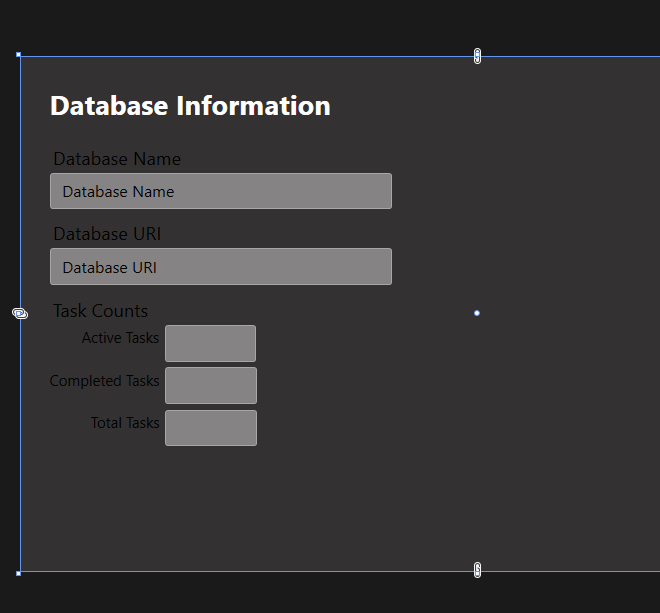 Database Information
Database Name
Database Name
Database URI
Database URI
Task Counts
Active Tasks
Completed Tasks
Total Tasks